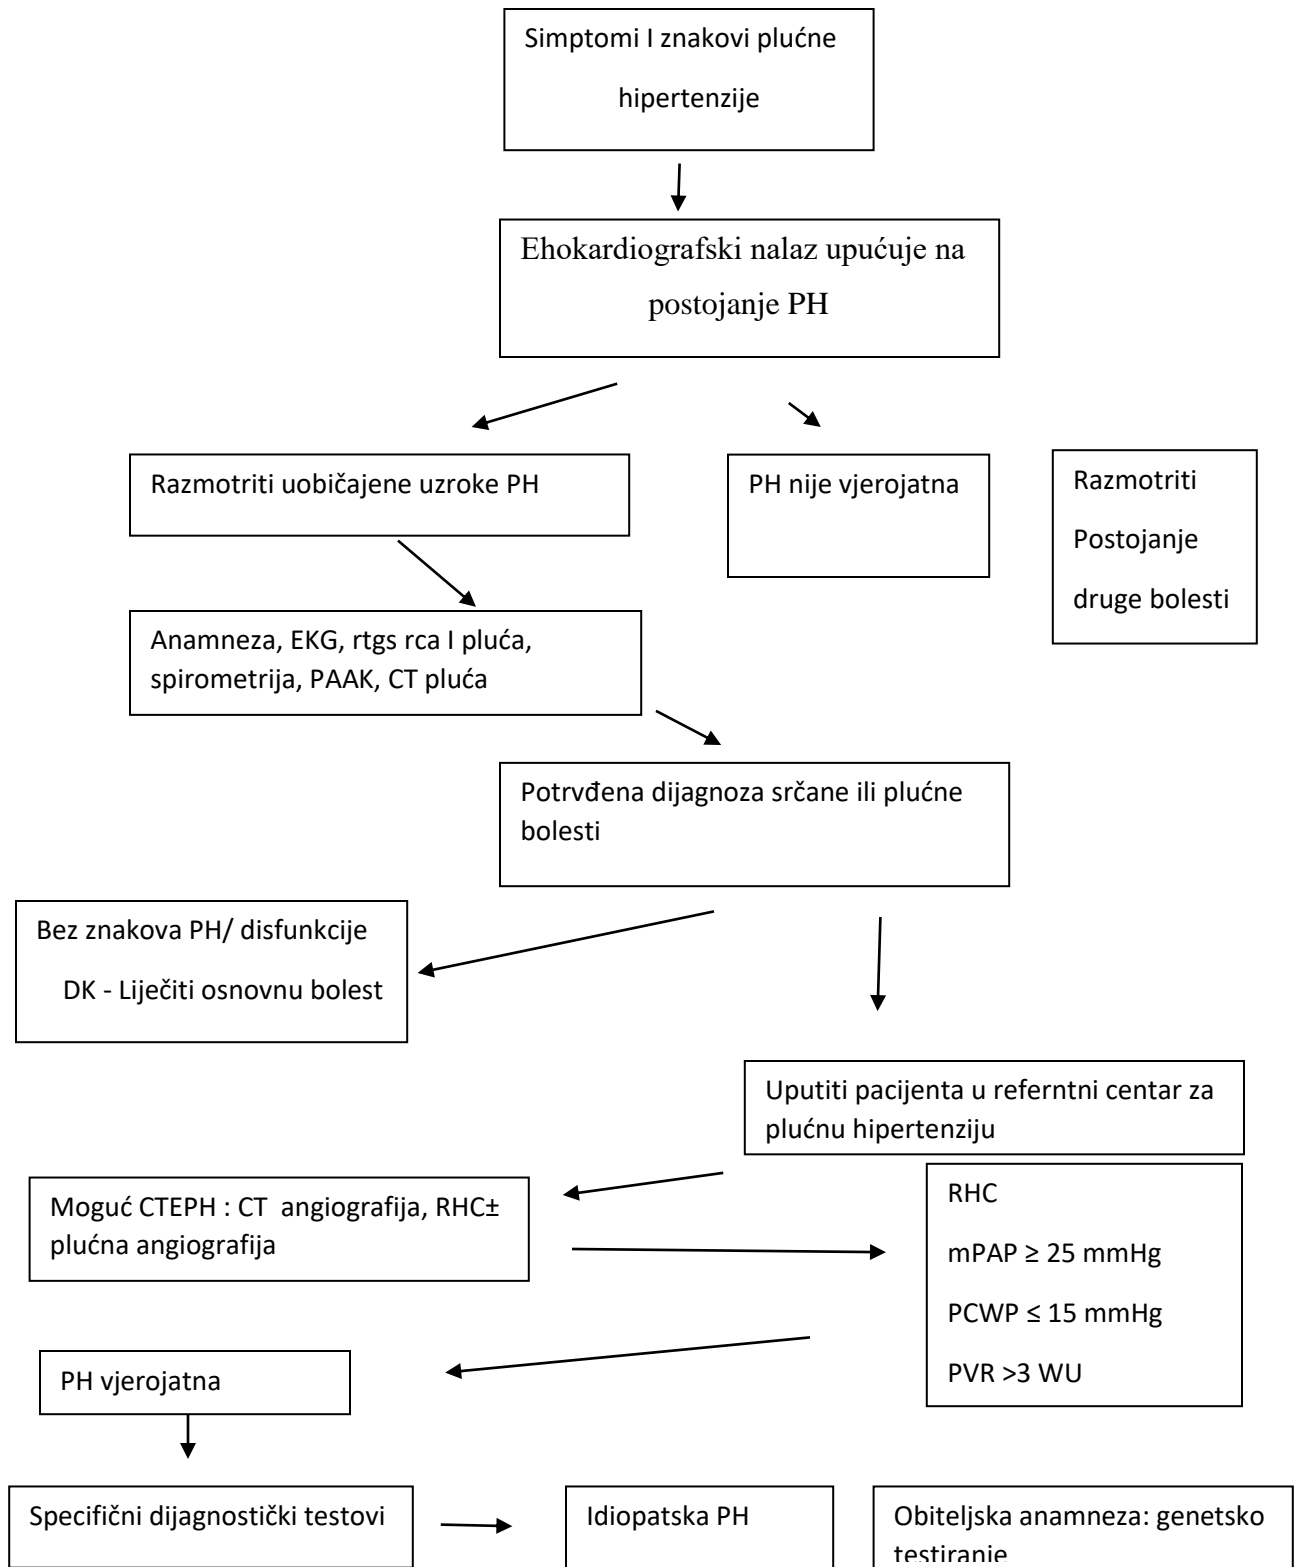 Simptomi I znakovi plućne
hipertenzije
Ehokardiografski nalaz upućuje na
postojanje PH
Razmotriti uobičajene uzroke PH
PH nije vjerojatna
Razmotriti
Postojanje
druge bolesti
Anamneza, EKG, rtgs rca I pluća,
spirometrija, PAAK, CT pluća
Potrvđena dijagnoza srčane ili plućne
bolesti
Bez znakova PH/ disfunkcije
DK - Liječiti osnovnu bolest
Uputiti pacijenta u referntni centar za
plućnu hipertenziju
Moguć CTEPH : CT angiografija, RHC±
plućna angiografija
RHC
mPAP ≥ 25 mmHg
PCWP ≤ 15 mmHg
PVR >3 WU
PH vjerojatna
Specifični dijagnostički testovi
Idiopatska PH
Obiteljska anamneza: genetsko
testiranje